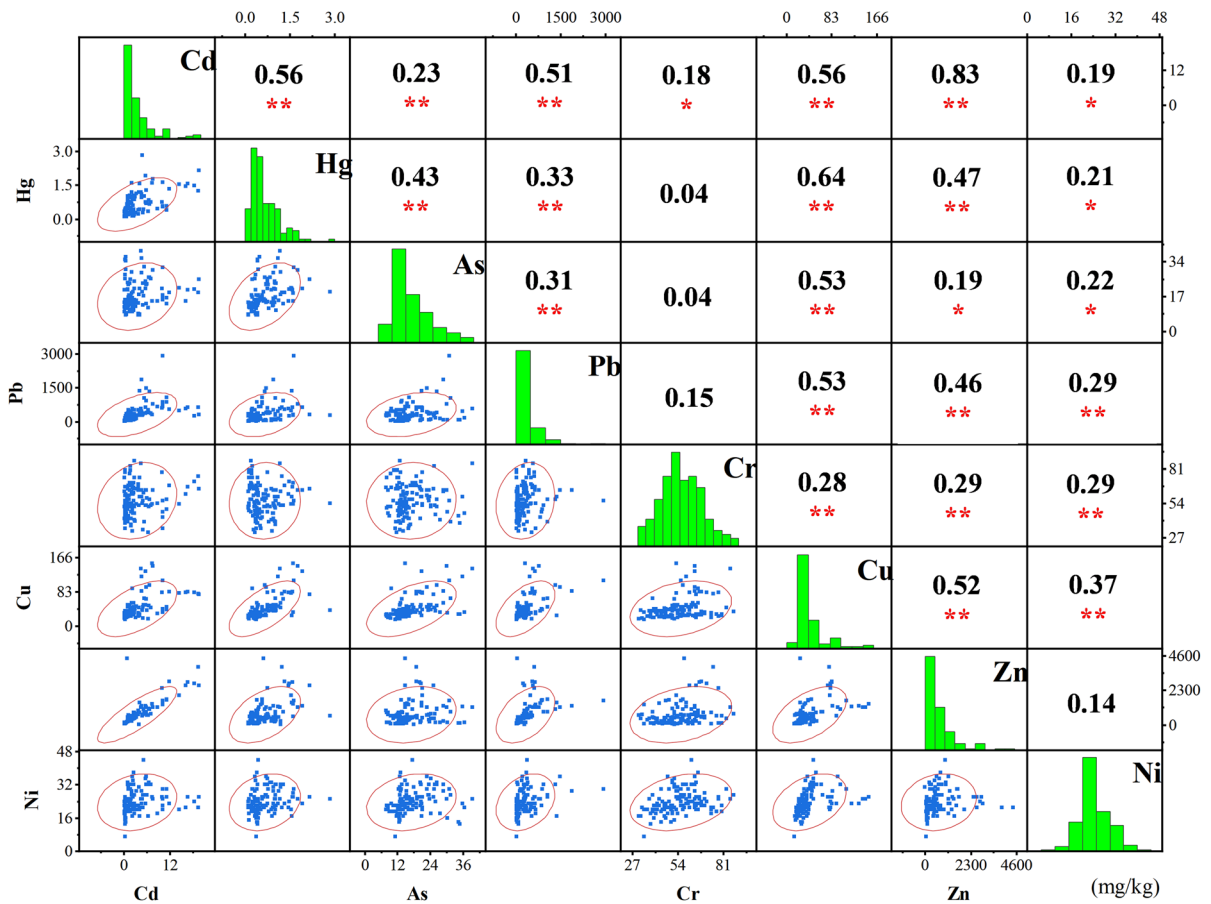 0.0 1.5 3.0 0 1500 3000 0 83 166 0 16 32 48
Cd 0.56 0.23 0.51 0.18 0.56 0.83 0.19 12
** ** ** * ** ** * 0
Hg 3.0 Hg 0.43 0.33 0.04 0.64 0.47 0.21
1.5 ** ** ** ** *
0.0
As 0.31 0.04 0.53 0.19 0.22 34
** ** * * 17
0
Pb 3000 Pb 0.15 0.53 0.46 0.29
1500 ** ** **
0
Cr 0.28 0.29 0.29 81
** ** ** 54
27
Cu 166 Cu 0.52 0.37
83 ** **
0
Zn 0.14 4600
2300
0
Ni 48 Ni
32
16
0
0 12 0 12 24 36 27 54 81 0 2300 4600
Cd As Cr Zn (mg/kg)